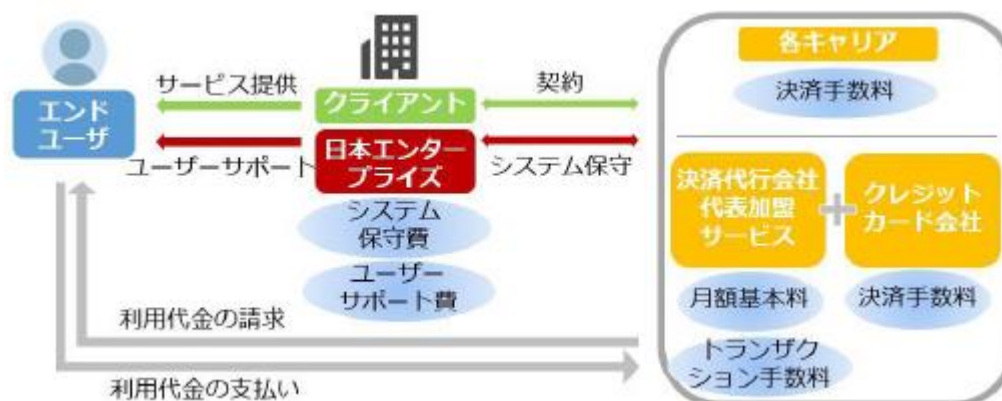 各キャリア
決済手数料
サービス提供
クライアント
契約
エンド
ユーザ
ユーザーサポート
日本エンター
プライズ
システム保守
決済代行会社
代表加盟
サービス
クレジット
カード会社
システム
保守費
ユーザー
サポート費
月額基本料
決済手数料
トランザク
ション手数料
利用代金の請求
利用代金の支払い